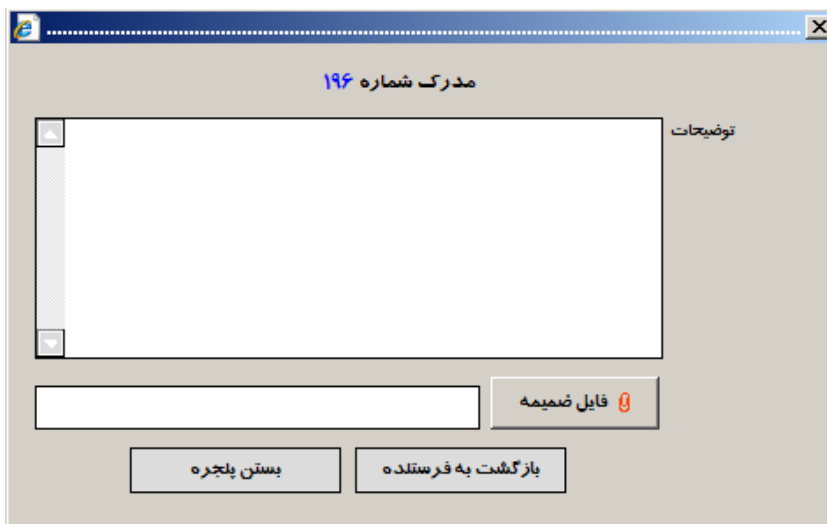 مدرک شماره ۱۹۶
توضیحات
فایل ضمیمه
بازگشت به فرستنده
بستن پنجره